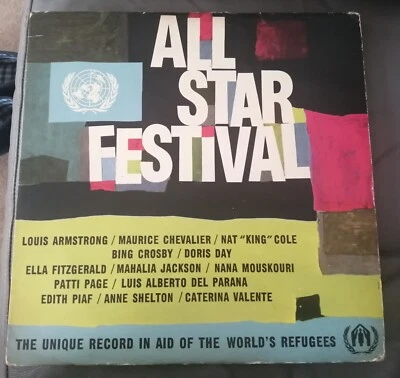 ALL
STAR
FESTIVAL
LOUIS ARMSTRONG / MAURICE CHEVALIER / NAT "KING" COLE
BING CROSBY / DORIS DAY
ELLA FITZGERALD / MAHALIA JACKSON / NANA MOUSKOURI
PATTI PAGE / LUIS ALBERTO DEL PARANA
EDITH PIAF / ANNE SHELTON / CATERINA VALENTE
THE UNIQUE RECORD IN AID OF THE WORLD'S REFUGEES